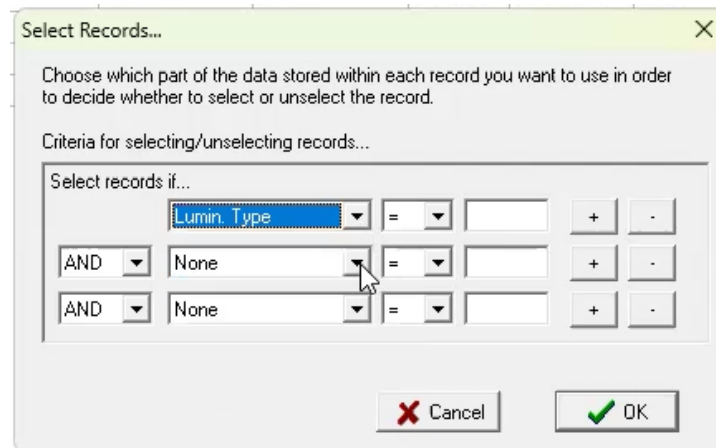 Select Records...
Choose which part of the data stored within each record you want to use in order
to decide whether to select or unselect the record.
Criteria for selecting/unselecting records...
Select records if...
Lumin. Type = + -
AND None = + -
AND None = + -
Cancel OK